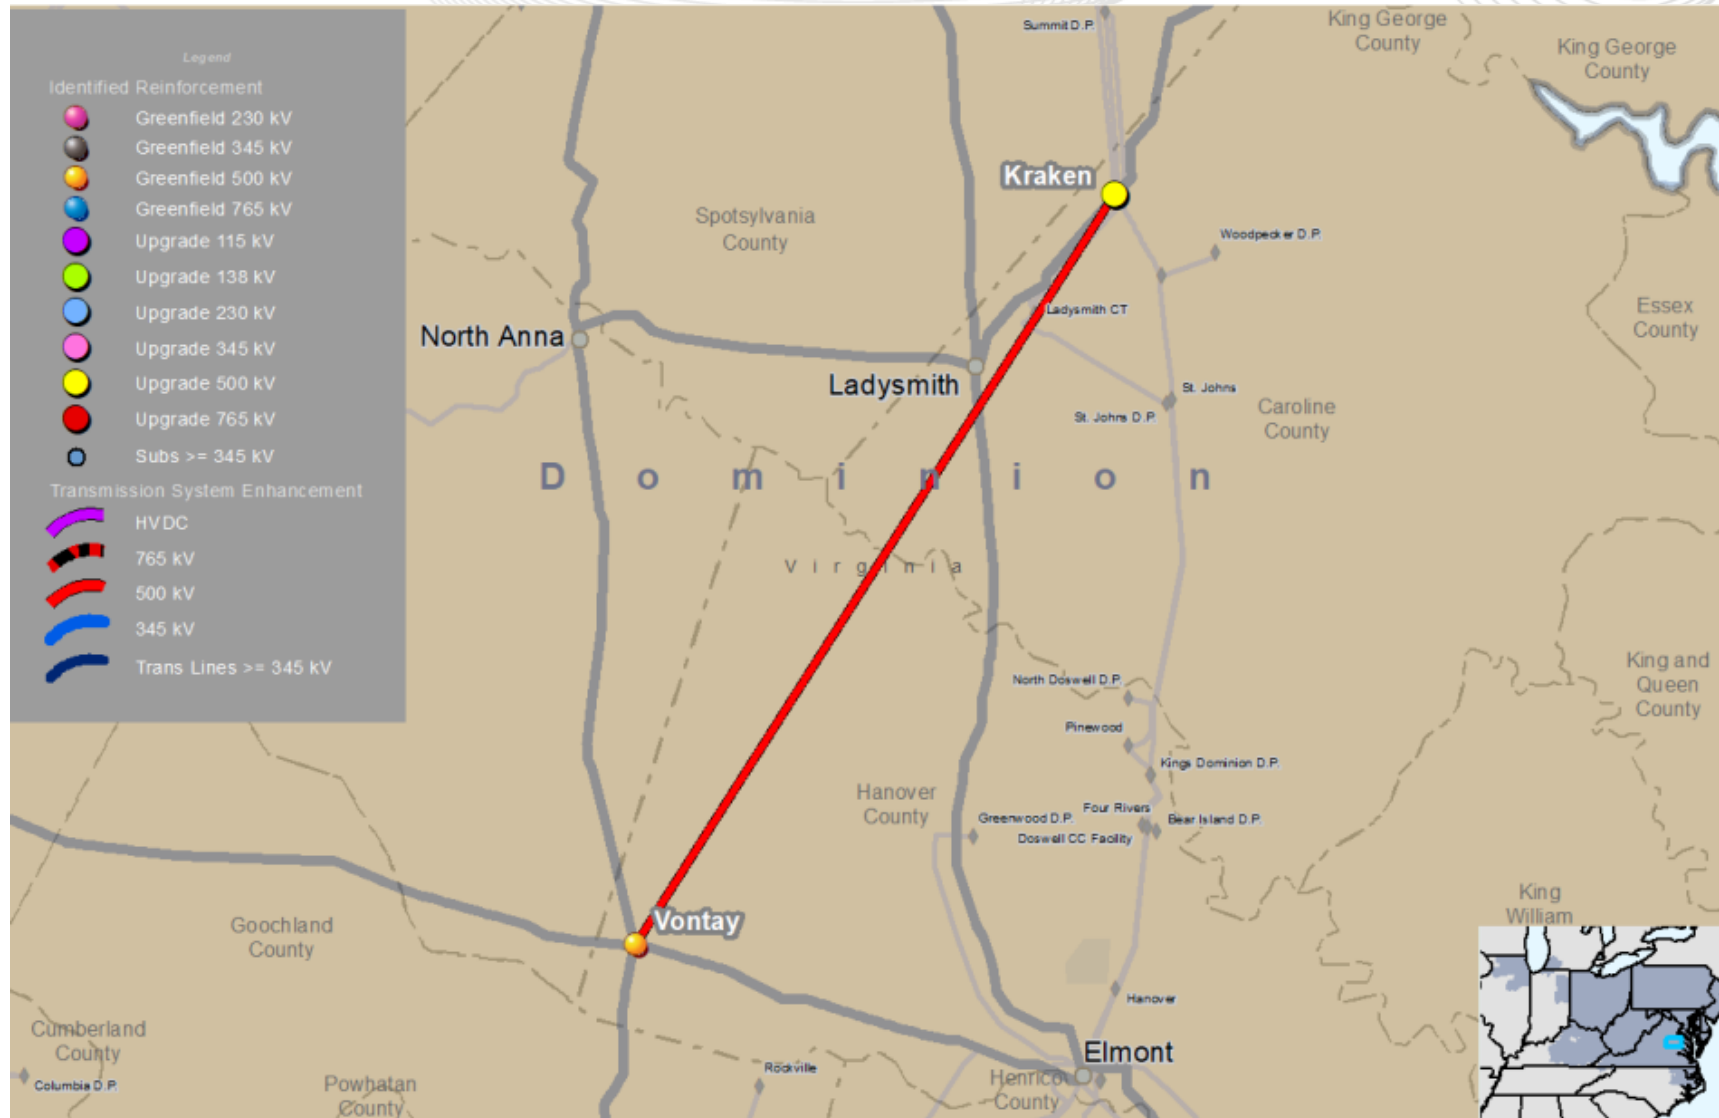 Legend
Identified Reinforcement
Greenfield 230 kV
Greenfield 345 kV
Greenfield 500 kV
Greenfield 765 kV
Upgrade 115 kV
Upgrade 138 kV
Upgrade 230 kV
Upgrade 345 kV
Upgrade 500 kV
Upgrade 765 kV
Subs >= 345 kV
Transmission System Enhancement
HVDC
765 kV
500 kV
345 kV
Trans Lines >= 345 kV
Summit D.P.
King George
County
King George
County
Kraken
Spotsylvania
County
Woodpecker D.P.
Ladysmith CT
Essex
County
North Anna
Ladysmith
St. Johns
St. Johns D.P.
Caroline
County
Dominion
Virginia
North Doswell D.P.
King and
Queen
County
Pinewood
Kings Dominion D.P.
Hanover
County
Four Rivers
Greenwood D.P.
Bear Island D.P.
Doswell CC Facility
King
William
Vontay
Goochland
County
Hanover
Cumberland
County
Elmont
Rockville
Henrico
County
Columbia D.P.
Powhatan
County